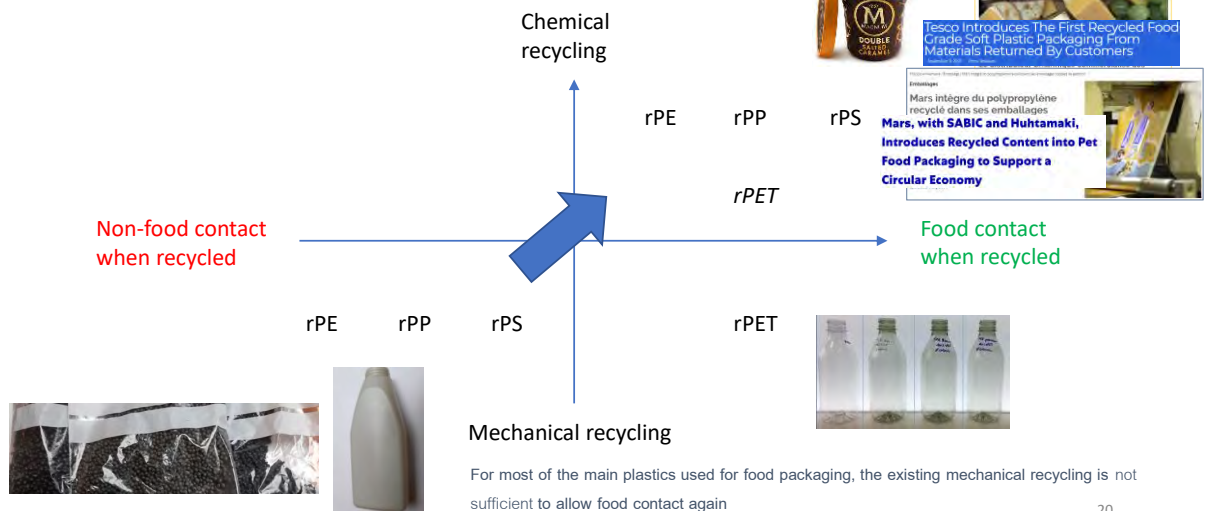 Chemical
recycling
M
DOUBLE
SALTED
CARAMEL
Tesco Introduces The First Recycled Food
Grade Soft Plastic Packaging From
Materials Returned By Customers
Emballages
Mars intègre du polypropylène
recyclé dans ses emballages
Mars, with SABIC and Huhtamaki,
Introduces Recycled Content into Pet
Food Packaging to Support a
Circular Economy
rPE rPP rPS
rPET
Non-food contact
when recycled
Food contact
when recycled
rPE rPP rPS rPET
Mechanical recycling
For most of the main plastics used for food packaging, the existing mechanical recycling is not
sufficient to allow food contact again
20